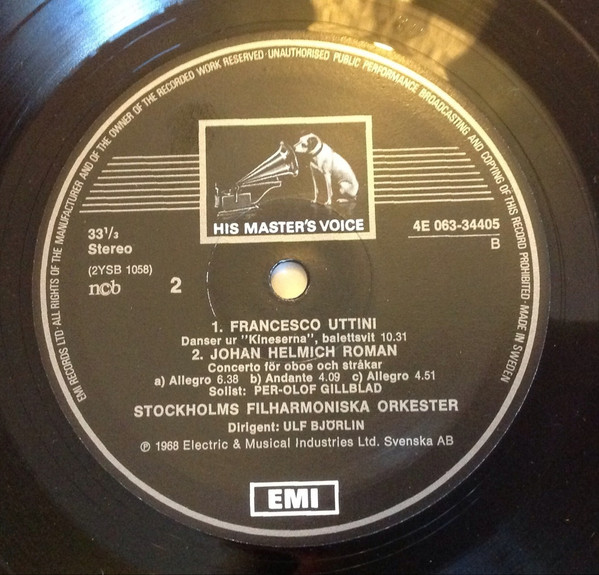 EMI RECORDS LTD·ALL RIGHTS OF THE MANUFACTURER AND OF THE OWNER OF THE RECORDED WORK RESERVED·UNAUTHORISED PUBLIC PERFORMANCE BROADCASTING AND COPYING OF THIS RECORD PROHIBITED·MADE IN SWEDEN
HIS MASTER'S VOICE
33⅓
Stereo
4E 063-34405
B
(2YSB 1058)
ncb
2
1. FRANCESCO UTTINI
Danser ur "Kineserna", balettsvit 10.31
2. JOHAN HELMICH ROMAN
Concerto för oboe och stråkar
a) Allegro 6.38 b) Andante 4.09 c) Allegro 4.51
Solist: PER-OLOF GILLBLAD
STOCKHOLMS FILHARMONISKA ORKESTER
Dirigent: ULF BJÖRLIN
℗ 1968 Electric & Musical Industries Ltd. Svenska AB
EMI